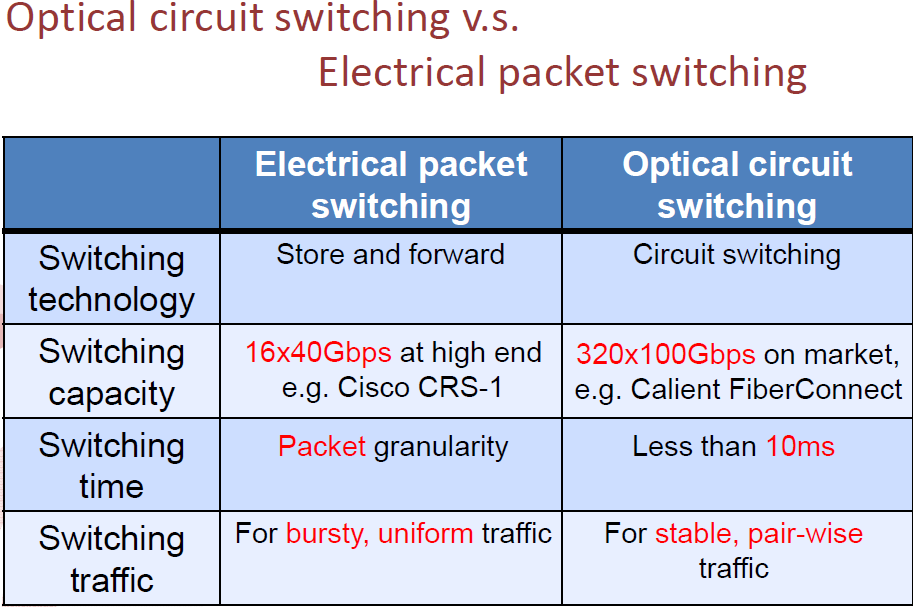 Optical circuit switching v.s.
Electrical packet switching
Electrical packet
switching
Optical circuit
switching
Switching
technology
Store and forward
Circuit switching
Switching
capacity
16x40Gbps at high end
e.g. Cisco CRS-1
320x100Gbps on market,
e.g. Calient FiberConnect
Switching
time
Packet granularity
Less than 10ms
Switching
traffic
For bursty, uniform traffic
For stable, pair-wise
traffic